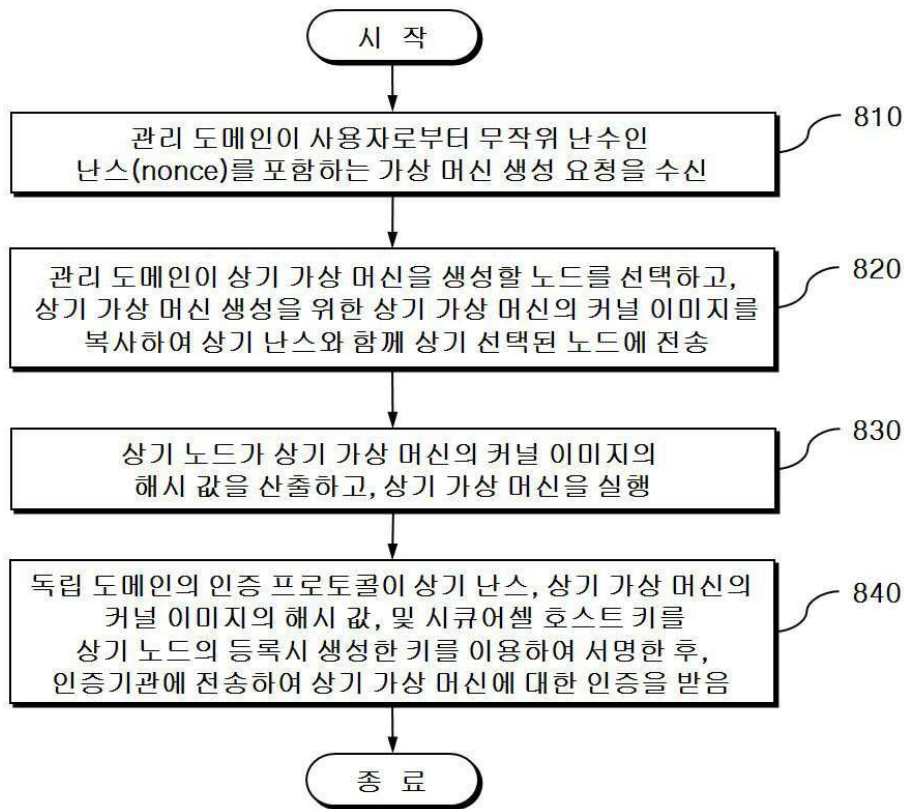 시 작
관리 도메인이 사용자로부터 무작위 난수인
난스(nonce)를 포함하는 가상 머신 생성 요청을 수신
810
관리 도메인이 상기 가상 머신을 생성할 노드를 선택하고,
상기 가상 머신 생성을 위한 상기 가상 머신의 커널 이미지를
복사하여 상기 난스와 함께 상기 선택된 노드에 전송
820
상기 노드가 상기 가상 머신의 커널 이미지의
해시 값을 산출하고, 상기 가상 머신을 실행
830
독립 도메인의 인증 프로토콜이 상기 난스, 상기 가상 머신의
커널 이미지의 해시 값, 및 시큐어셸 호스트 키를
상기 노드의 등록시 생성한 키를 이용하여 서명한 후,
인증기관에 전송하여 상기 가상 머신에 대한 인증을 받음
840
종 료